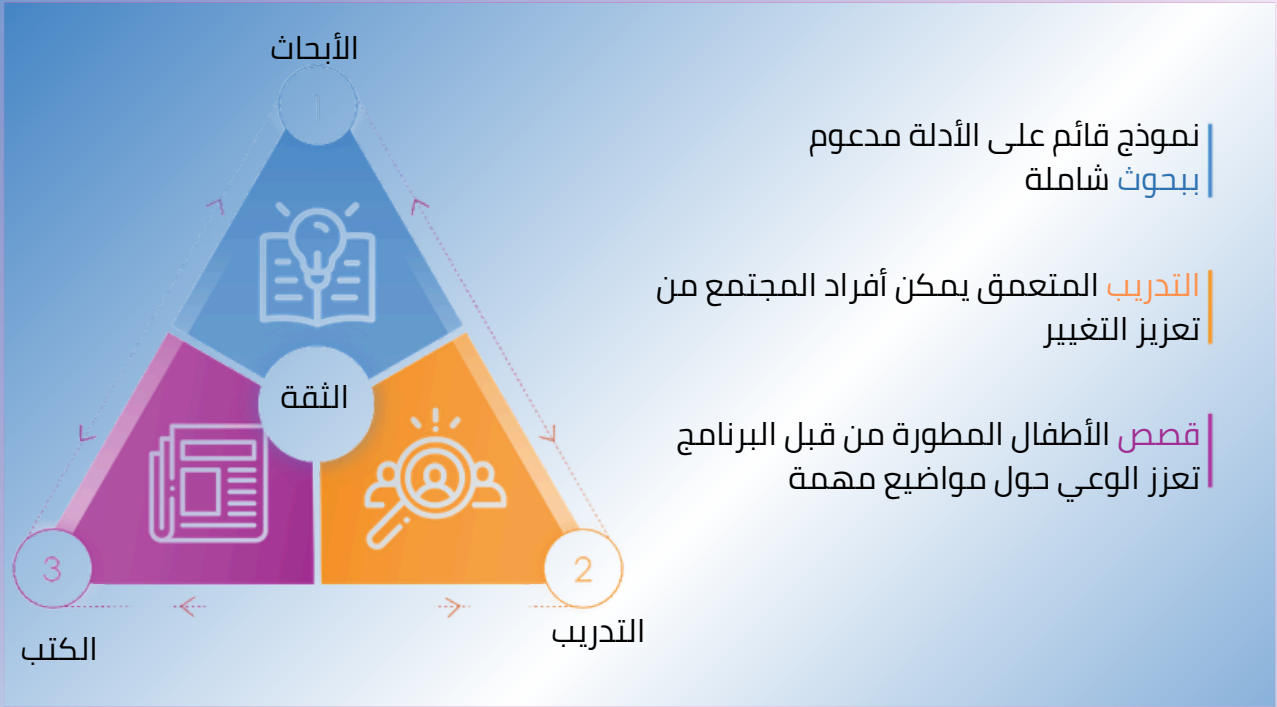 الأبحاث
1
نموذج قائم على الأدلة مدعوم
ببحوث شاملة
التدريب المتعمق يمكن أفراد المجتمع من
تعزيز التغيير
الثقة
قصص الأطفال المطورة من قبل البرنامج
تعزز الوعي حول مواضيع مهمة
2
3
التدريب
الكتب